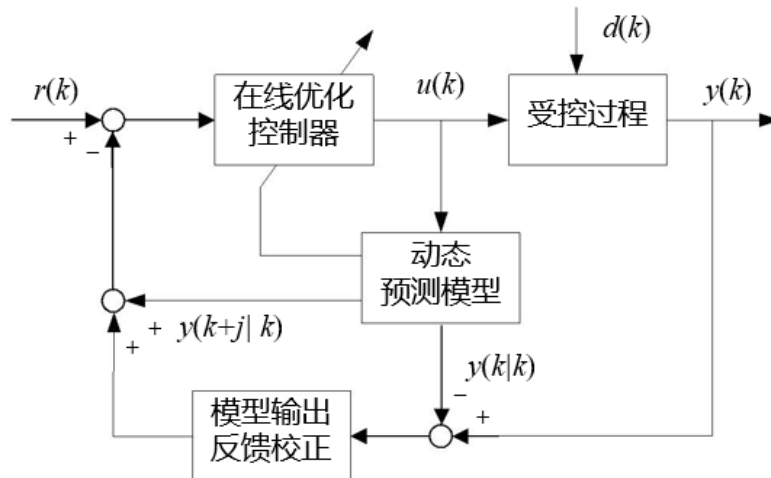 d(k)
r(k)
在线优化
控制器
u(k)
受控过程
y(k)
+
−
动态
预测模型
+
y(k+j| k)
+
y(k|k)
−
+
模型输出
反馈校正